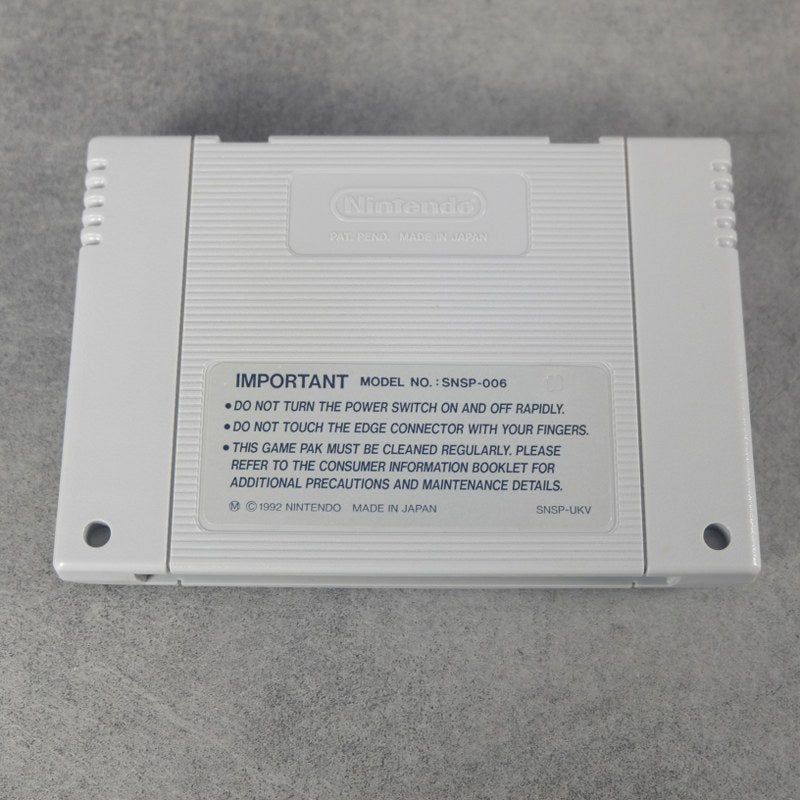 Nintendo
PAT. PEND. MADE IN JAPAN
IMPORTANT MODEL NO. : SNSP-006
• DO NOT TURN THE POWER SWITCH ON AND OFF RAPIDLY.
• DO NOT TOUCH THE EDGE CONNECTOR WITH YOUR FINGERS.
• THIS GAME PAK MUST BE CLEANED REGULARLY. PLEASE
REFER TO THE CONSUMER INFORMATION BOOKLET FOR
ADDITIONAL PRECAUTIONS AND MAINTENANCE DETAILS.
Ⓜ ©1992 NINTENDO MADE IN JAPAN SNSP-UKV